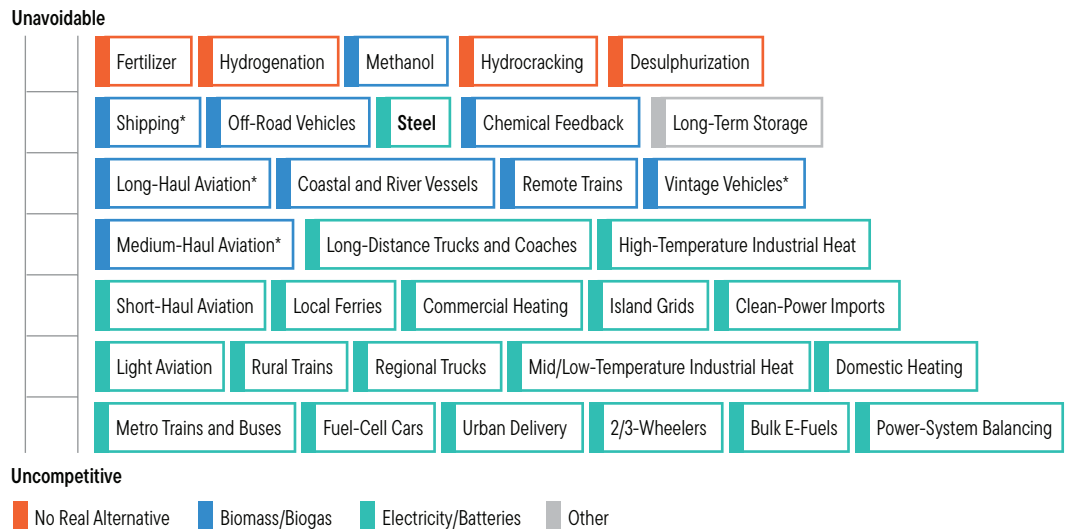 Unavoidable
Fertilizer Hydrogenation Methanol Hydrocracking Desulphurization
Shipping* Off-Road Vehicles Steel Chemical Feedback Long-Term Storage
Long-Haul Aviation* Coastal and River Vessels Remote Trains Vintage Vehicles*
Medium-Haul Aviation* Long-Distance Trucks and Coaches High-Temperature Industrial Heat
Short-Haul Aviation Local Ferries Commercial Heating Island Grids Clean-Power Imports
Light Aviation Rural Trains Regional Trucks Mid/Low-Temperature Industrial Heat Domestic Heating
Metro Trains and Buses Fuel-Cell Cars Urban Delivery 2/3-Wheelers Bulk E-Fuels Power-System Balancing
Uncompetitive
No Real Alternative Biomass/Biogas Electricity/Batteries Other